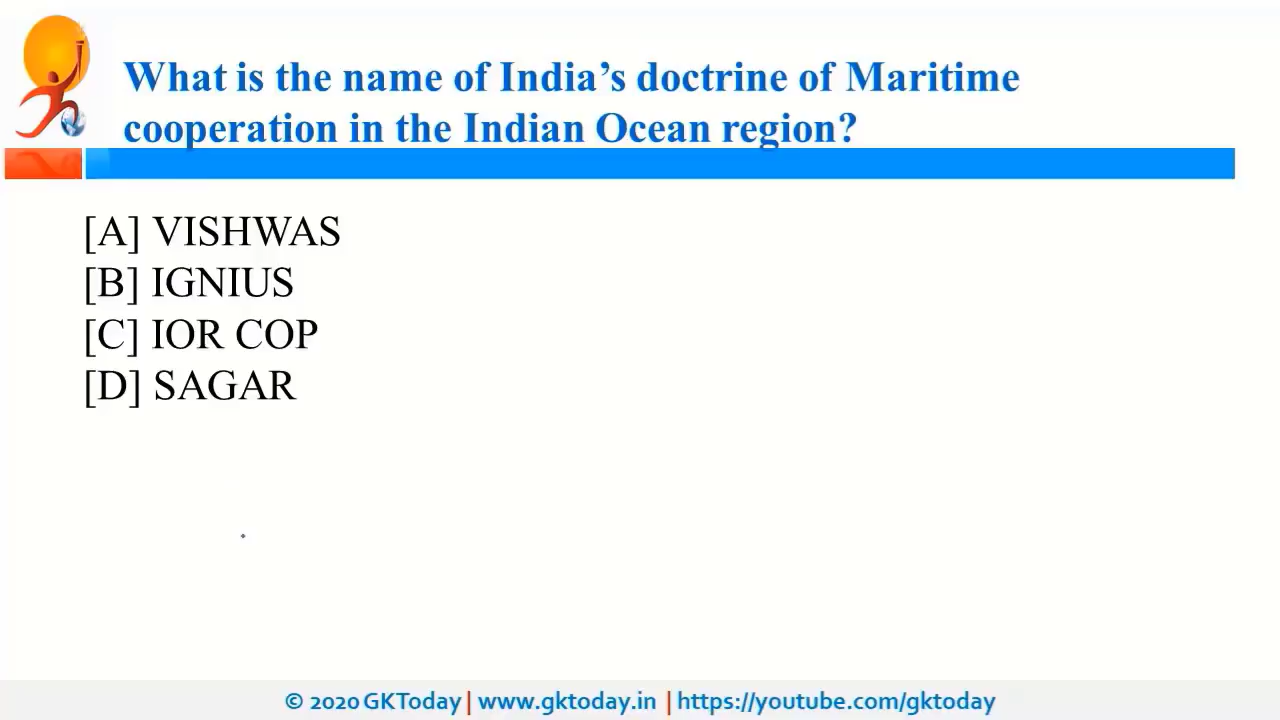 What is the name of India’s doctrine of Maritime
cooperation in the Indian Ocean region?
[A] VISHWAS
[B] IGNIUS
[C] IOR COP
[D] SAGAR
© 2020 GKToday | www.gktoday.in | https://youtube.com/gktoday